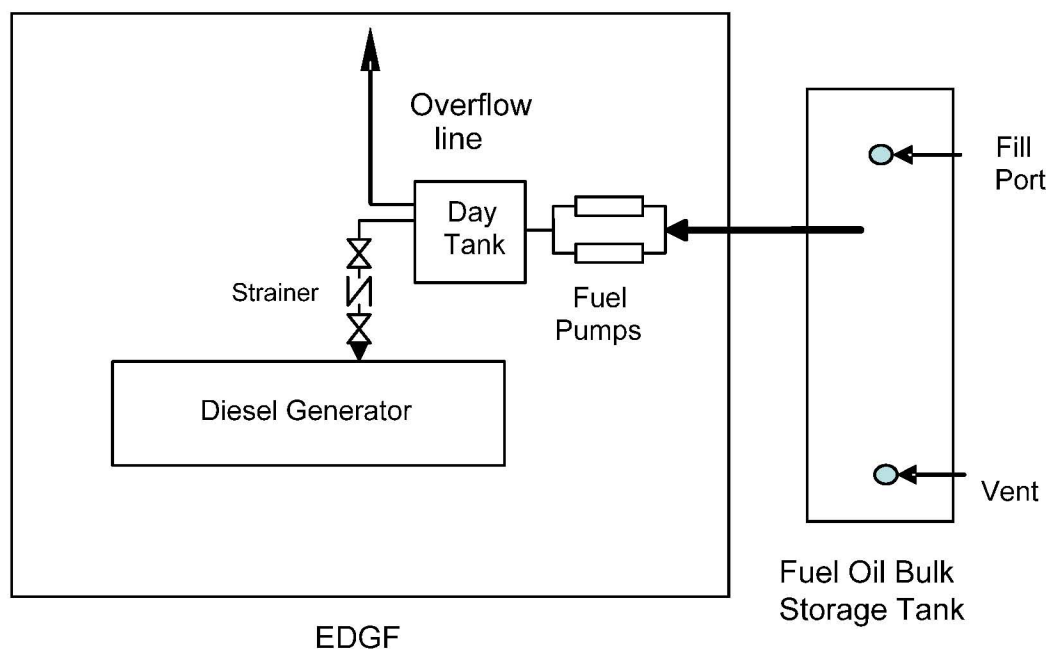 Overflow
line
Fill
Port
Day
Tank
Strainer
Fuel
Pumps
Diesel Generator
Vent
Fuel Oil Bulk
Storage Tank
EDGF